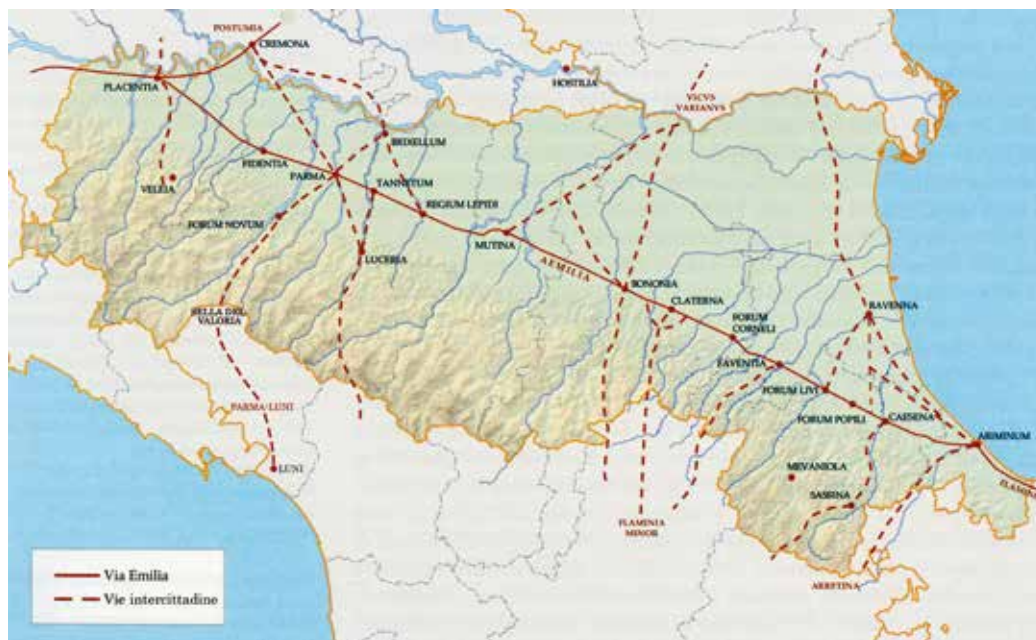 POSTUMIA
CREMONA
PLACENTIA
HOSTILIA
VICVS
VARIANVS
BRIXELLUM
FIDENTIA
PARMA
VELEIA
TANNETUM
REGIUM LEPIDI
FORUM NOVUM
MUTINA
LUCERIA
AEMILIA
BONONIA
CLATERNA
SELLA DEL
VALORIA
FORUM
CORNELI
RAVENNA
FAVENTIA
FORUM LIVI
PARMA/LUNI
FORUM POPILI
CAESENA
ARIMINUM
LUNI
MEVANIOLA
SASINA
FLAMINIA
MINOR
ARRETINA
Via Emilia
Vie intercittadine